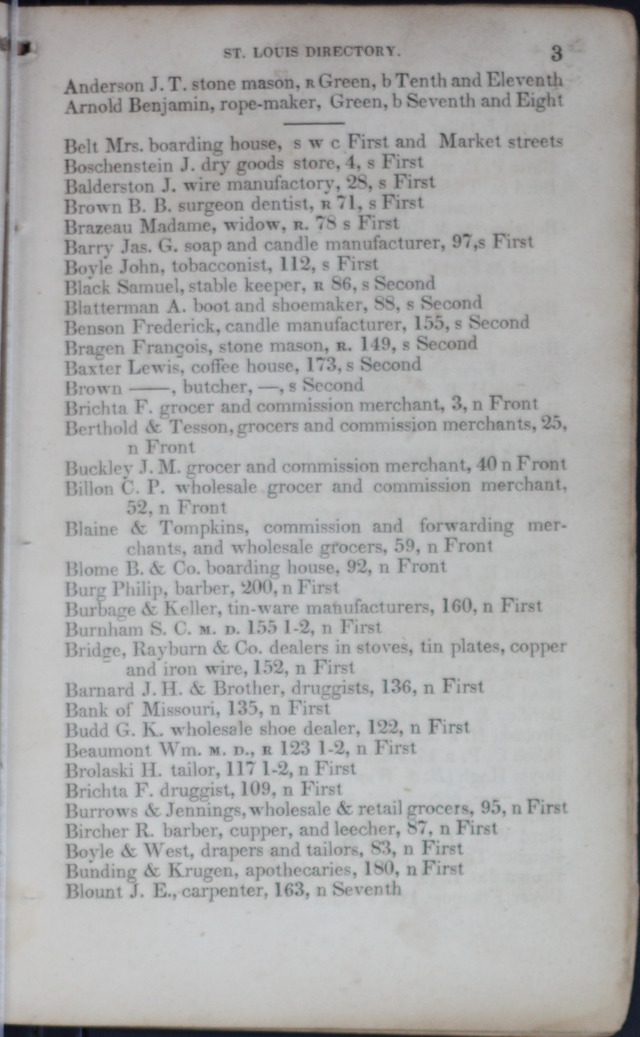 ST. LOUIS DIRECTORY. 3
Anderson J. T. stone mason, R Green, b Tenth and Eleventh
Arnold Benjamin, rope-maker, Green, b Seventh and Eight
Belt Mrs. boarding house, s w c First and Market streets
Boschenstein J. dry goods store, 4, s First
Balderston J. wire manufactory, 28, s First
Brown B. B. surgeon dentist, R 71, s First
Brazeau Madame, widow, R. 78 s First
Barry Jas. G. soap and candle manufacturer, 97,s First
Boyle John, tobacconist, 112, s First
Black Samuel, stable keeper, R 86, s Second
Blatterman A. boot and shoemaker, 88, s Second
Benson Frederick, candle manufacturer, 155, s Second
Bragen François, stone mason, R. 149, s Second
Baxter Lewis, coffee house, 173, s Second
Brown ——, butcher, —, s Second
Brichta F. grocer and commission merchant, 3, n Front
Berthold & Tesson, grocers and commission merchants, 25,
n Front
Buckley J. M. grocer and commission merchant, 40 n Front
Billon C. P. wholesale grocer and commission merchant,
52, n Front
Blaine & Tompkins, commission and forwarding mer-
chants, and wholesale grocers, 59, n Front
Blome B. & Co. boarding house, 92, n Front
Burg Philip, barber, 200, n First
Burbage & Keller, tin-ware manufacturers, 160, n First
Burnham S. C. M. D. 155 1-2, n First
Bridge, Rayburn & Co. dealers in stoves, tin plates, copper
and iron wire, 152, n First
Barnard J. H. & Brother, druggists, 136, n First
Bank of Missouri, 135, n First
Budd G. K. wholesale shoe dealer, 122, n First
Beaumont Wm. M. D., R 123 1-2, n First
Brolaski H. tailor, 117 1-2, n First
Brichta F. druggist, 109, n First
Burrows & Jennings, wholesale & retail grocers, 95, n First
Bircher R. barber, cupper, and leecher, 87, n First
Boyle & West, drapers and tailors, 83, n First
Bunding & Krugen, apothecaries, 180, n First
Blount J. E., carpenter, 163, n Seventh